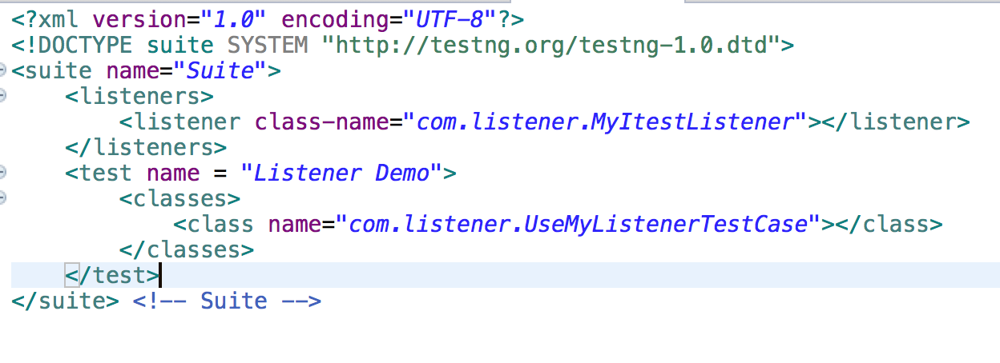 <?xml version="1.0" encoding="UTF-8"?>
<!DOCTYPE suite SYSTEM "http://testng.org/testng-1.0.dtd">
<suite name="Suite">
    <listeners>
        <listener class-name="com.listener.MyItestListener"></listener>
    </listeners>
    <test name = "Listener Demo">
        <classes>
            <class name="com.listener.UseMyListenerTestCase"></class>
        </classes>
    </test>
</suite> <!-- Suite -->